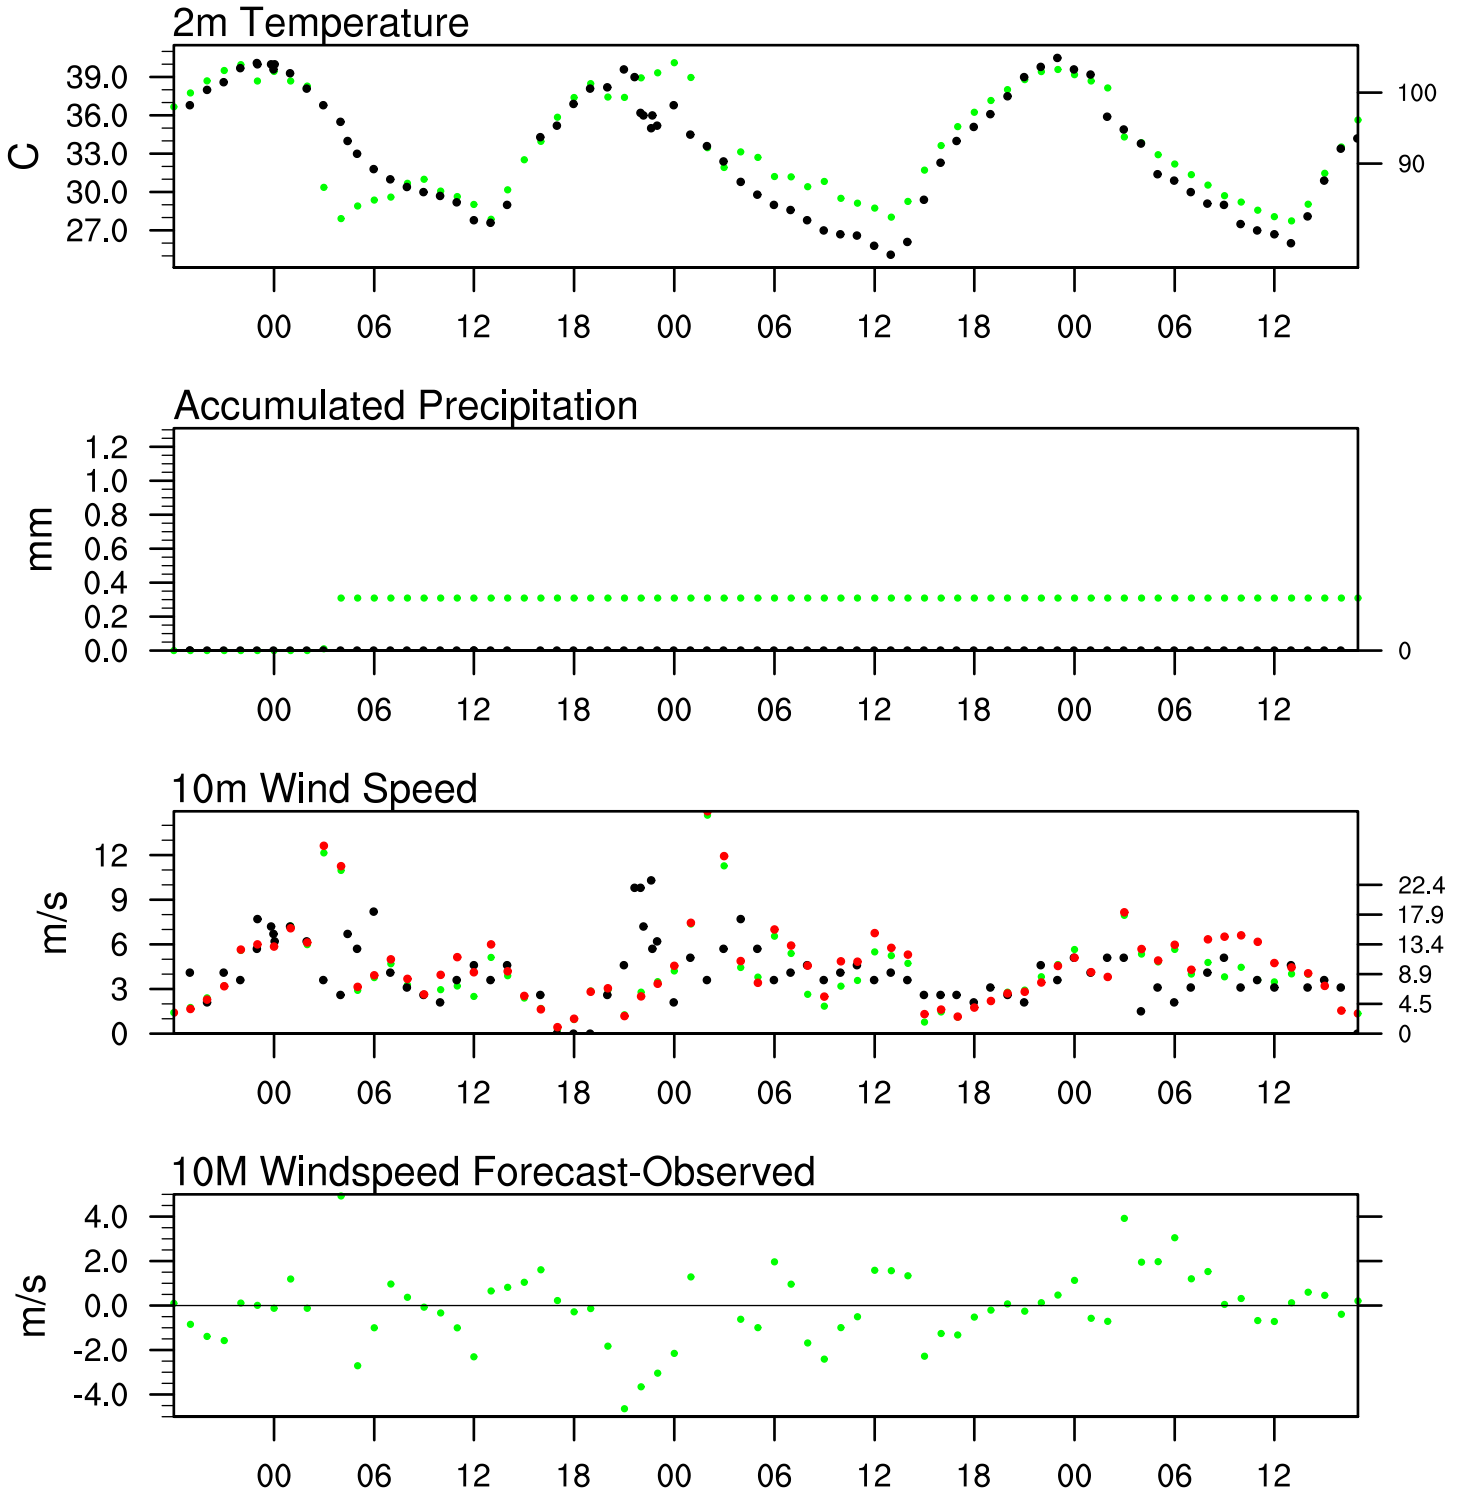 2m Temperature
39.0
36.0
33.0
30.0
27.0
C
100
90
00 06 12 18 00 06 12 18 00 06 12
Accumulated Precipitation
1.2
1.0
0.8
0.6
0.4
0.2
0.0
mm
0
00 06 12 18 00 06 12 18 00 06 12
10m Wind Speed
12
9
6
3
0
m/s
22.4
17.9
13.4
8.9
4.5
0
00 06 12 18 00 06 12 18 00 06 12
10M Windspeed Forecast-Observed
4.0
2.0
0.0
-2.0
-4.0
m/s
00 06 12 18 00 06 12 18 00 06 12